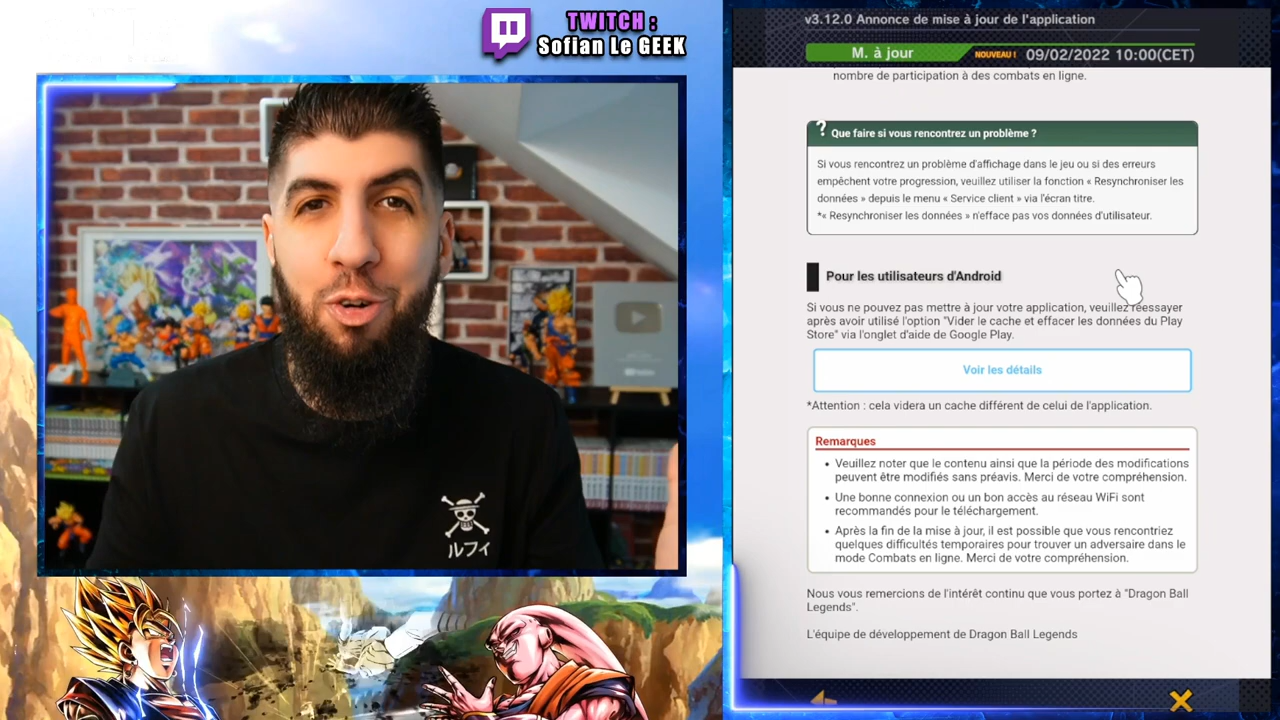 TWITCH :
Sofian Le GEEK
ルフィ
v3.12.0 Annonce de mise à jour de l'application
M. à jour
NOUVEAU !
09/02/2022 10:00(CET)
nombre de participation à des combats en ligne.
? Que faire si vous rencontrez un problème ?
Si vous rencontrez un problème d'affichage dans le jeu ou si des erreurs
empêchent votre progression, veuillez utiliser la fonction « Resynchroniser les
données » depuis le menu « Service client » via l'écran titre.
*« Resynchroniser les données » n'efface pas vos données d'utilisateur.
Pour les utilisateurs d'Android
Si vous ne pouvez pas mettre à jour votre application, veuillez réessayer
après avoir utilisé l'option "Vider le cache et effacer les données du Play
Store" via l'onglet d'aide de Google Play.
Voir les détails
*Attention : cela videra un cache différent de celui de l'application.
Remarques
• Veuillez noter que le contenu ainsi que la période des modifications
peuvent être modifiés sans préavis. Merci de votre compréhension.
• Une bonne connexion ou un bon accès au réseau WiFi sont
recommandés pour le téléchargement.
• Après la fin de la mise à jour, il est possible que vous rencontriez
quelques difficultés temporaires pour trouver un adversaire dans le
mode Combats en ligne. Merci de votre compréhension.
Nous vous remercions de l'intérêt continu que vous portez à "Dragon Ball
Legends".
L'équipe de développement de Dragon Ball Legends